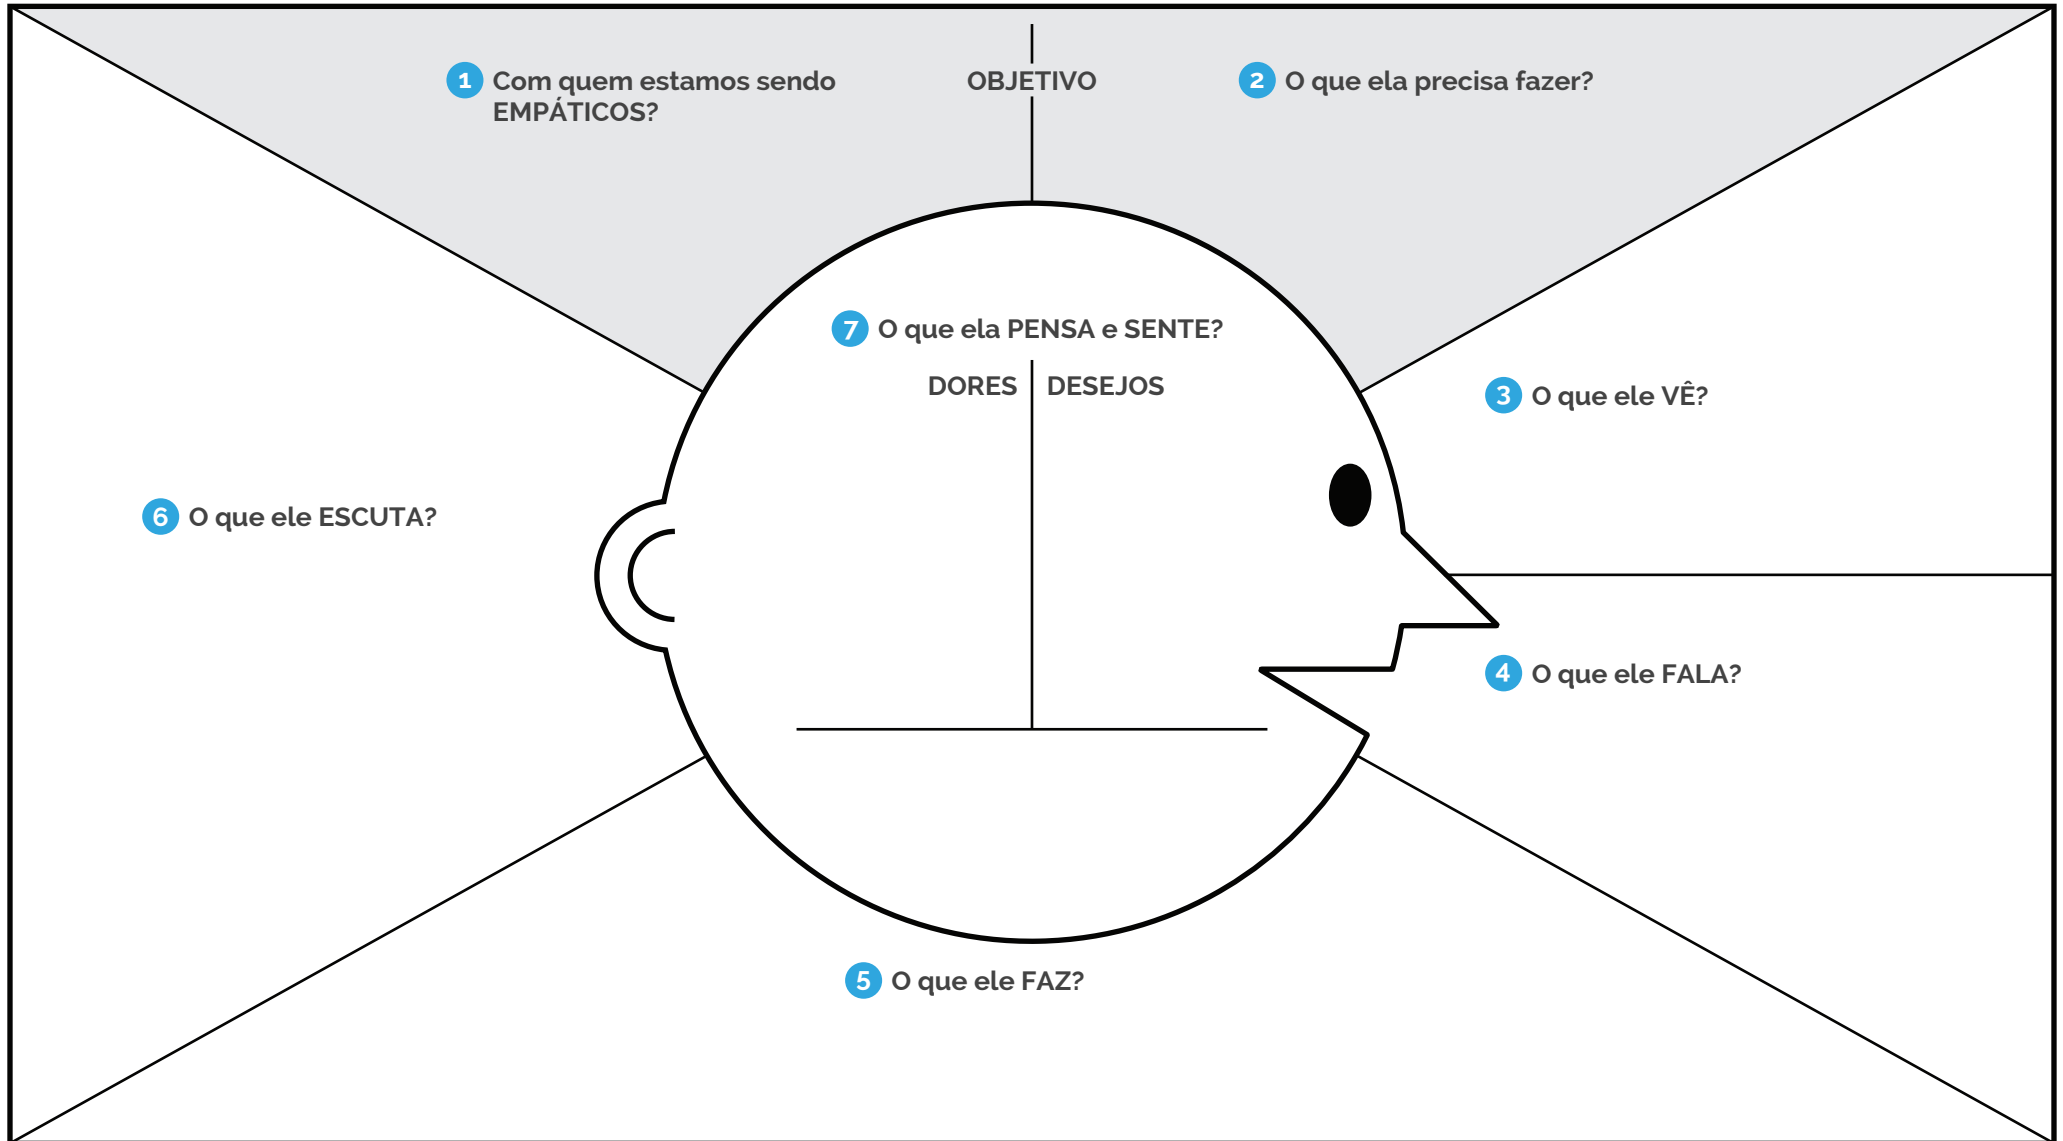 1 Com quem estamos sendo
EMPÁTICOS?
OBJETIVO
2 O que ela precisa fazer?
7 O que ela PENSA e SENTE?
DORES
DESEJOS
3 O que ele VÊ?
6 O que ele ESCUTA?
4 O que ele FALA?
5 O que ele FAZ?